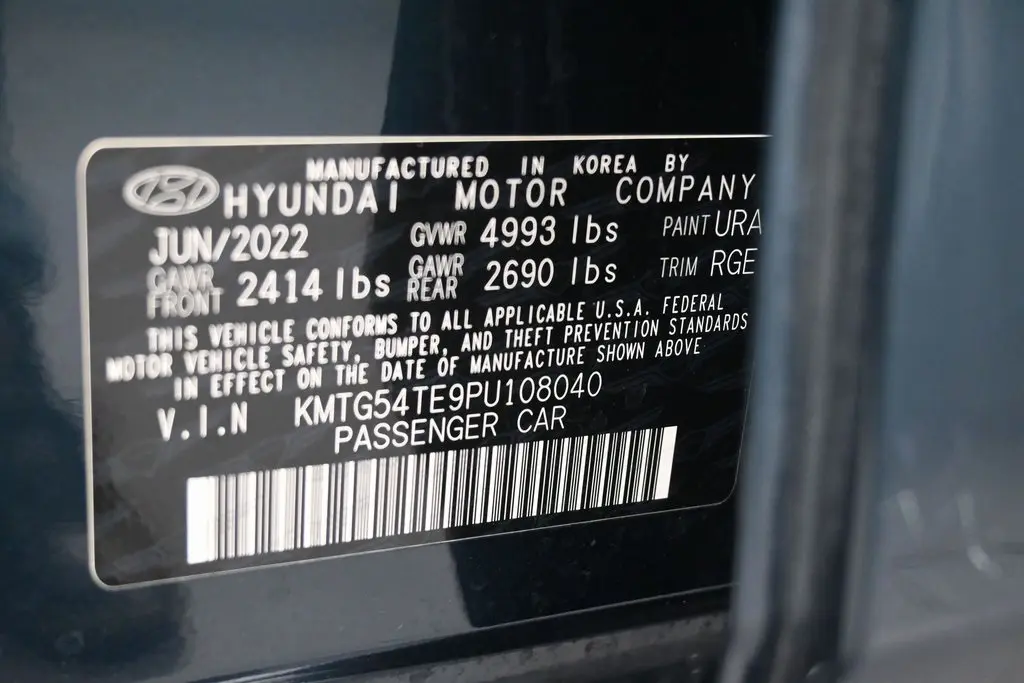 MANUFACTURED IN KOREA BY
HYUNDAI MOTOR COMPANY
JUN/2022 GVWR 4993 lbs PAINT URA
GAWR FRONT 2414 lbs GAWR REAR 2690 lbs TRIM RGE
THIS VEHICLE CONFORMS TO ALL APPLICABLE U.S.A. FEDERAL
MOTOR VEHICLE SAFETY, BUMPER, AND THEFT PREVENTION STANDARDS
IN EFFECT ON THE DATE OF MANUFACTURE SHOWN ABOVE
V.I.N KMTG54TE9PU108040
PASSENGER CAR